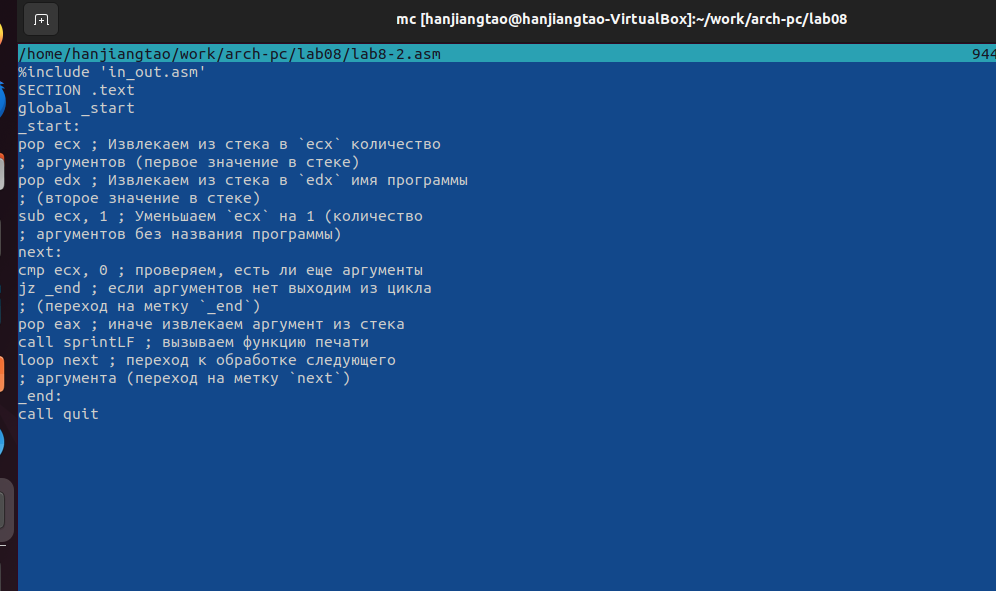 mc [hanjiangtao@hanjiangtao-VirtualBox]:~/work/arch-pc/lab08
/home/hanjiangtao/work/arch-pc/lab08/lab8-2.asm 944
%include 'in_out.asm'
SECTION .text
global _start
_start:
pop ecx ; Извлекаем из стека в `ecx` количество
; аргументов (первое значение в стеке)
pop edx ; Извлекаем из стека в `edx` имя программы
; (второе значение в стеке)
sub ecx, 1 ; Уменьшаем `ecx` на 1 (количество
; аргументов без названия программы)
next:
cmp ecx, 0 ; проверяем, есть ли еще аргументы
jz _end ; если аргументов нет выходим из цикла
; (переход на метку `_end`)
pop eax ; иначе извлекаем аргумент из стека
call sprintLF ; вызываем функцию печати
loop next ; переход к обработке следующего
; аргумента (переход на метку `next`)
_end:
call quit